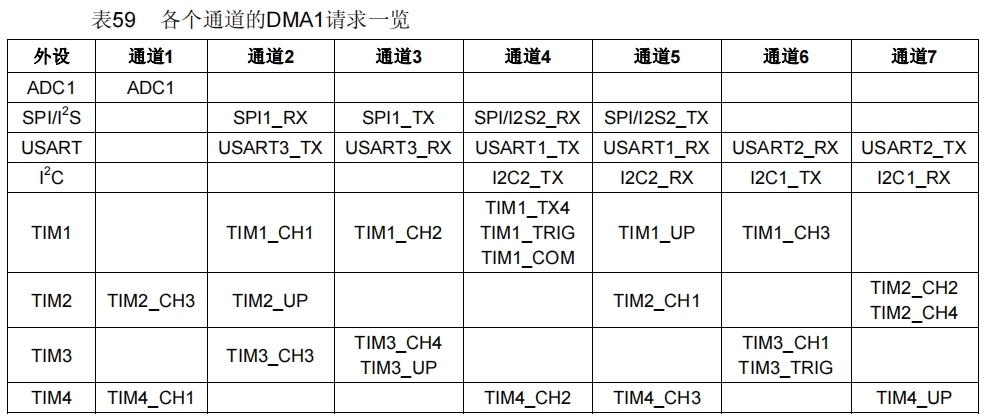 表59 各个通道的DMA1请求一览
外设 通道1 通道2 通道3 通道4 通道5 通道6 通道7
ADC1 ADC1
SPI/I²S SPI1_RX SPI1_TX SPI/I2S2_RX SPI/I2S2_TX
USART USART3_TX USART3_RX USART1_TX USART1_RX USART2_RX USART2_TX
I²C I2C2_TX I2C2_RX I2C1_TX I2C1_RX
TIM1 TIM1_CH1 TIM1_CH2 TIM1_TX4 TIM1_TRIG TIM1_COM TIM1_UP TIM1_CH3
TIM2 TIM2_CH3 TIM2_UP TIM2_CH1 TIM2_CH2 TIM2_CH4
TIM3 TIM3_CH3 TIM3_CH4 TIM3_UP TIM3_CH1 TIM3_TRIG
TIM4 TIM4_CH1 TIM4_CH2 TIM4_CH3 TIM4_UP